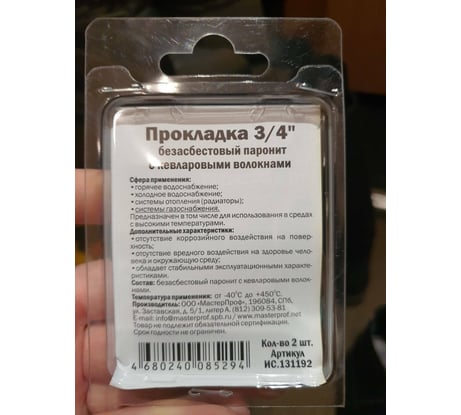 Прокладка 3/4"
безасбестовый паронит
с кевларовыми волокнами
Сфера применения:
• горячее водоснабжение;
• холодное водоснабжение;
• системы отопления (радиаторы);
• системы газоснабжения.
Предназначен в том числе для использования в средах
с высокими температурами.
Дополнительные характеристики:
• отсутствие коррозийного воздействия на повер-
хность;
• отсутствие вредного воздействия на здоровье чело-
века и окружающую среду;
• обладает стабильными эксплуатационными характе-
ристиками.
Состав: безасбестовый паронит с кевларовыми волок-
нами.
Температура применения: от -40°С до +450°С.
Производитель: ООО «МастерПроф», 196084, СПб,
ул. Заставская, д. 5/1, литер А. (812) 309-53-81
E-mail: info@masterprof.spb.ru / www.masterprof.net
Товар не подлежит обязательной сертификации.
Срок годности не ограничен.
Кол-во 2 шт.
Артикул
ИС.131192
4 680240 085294